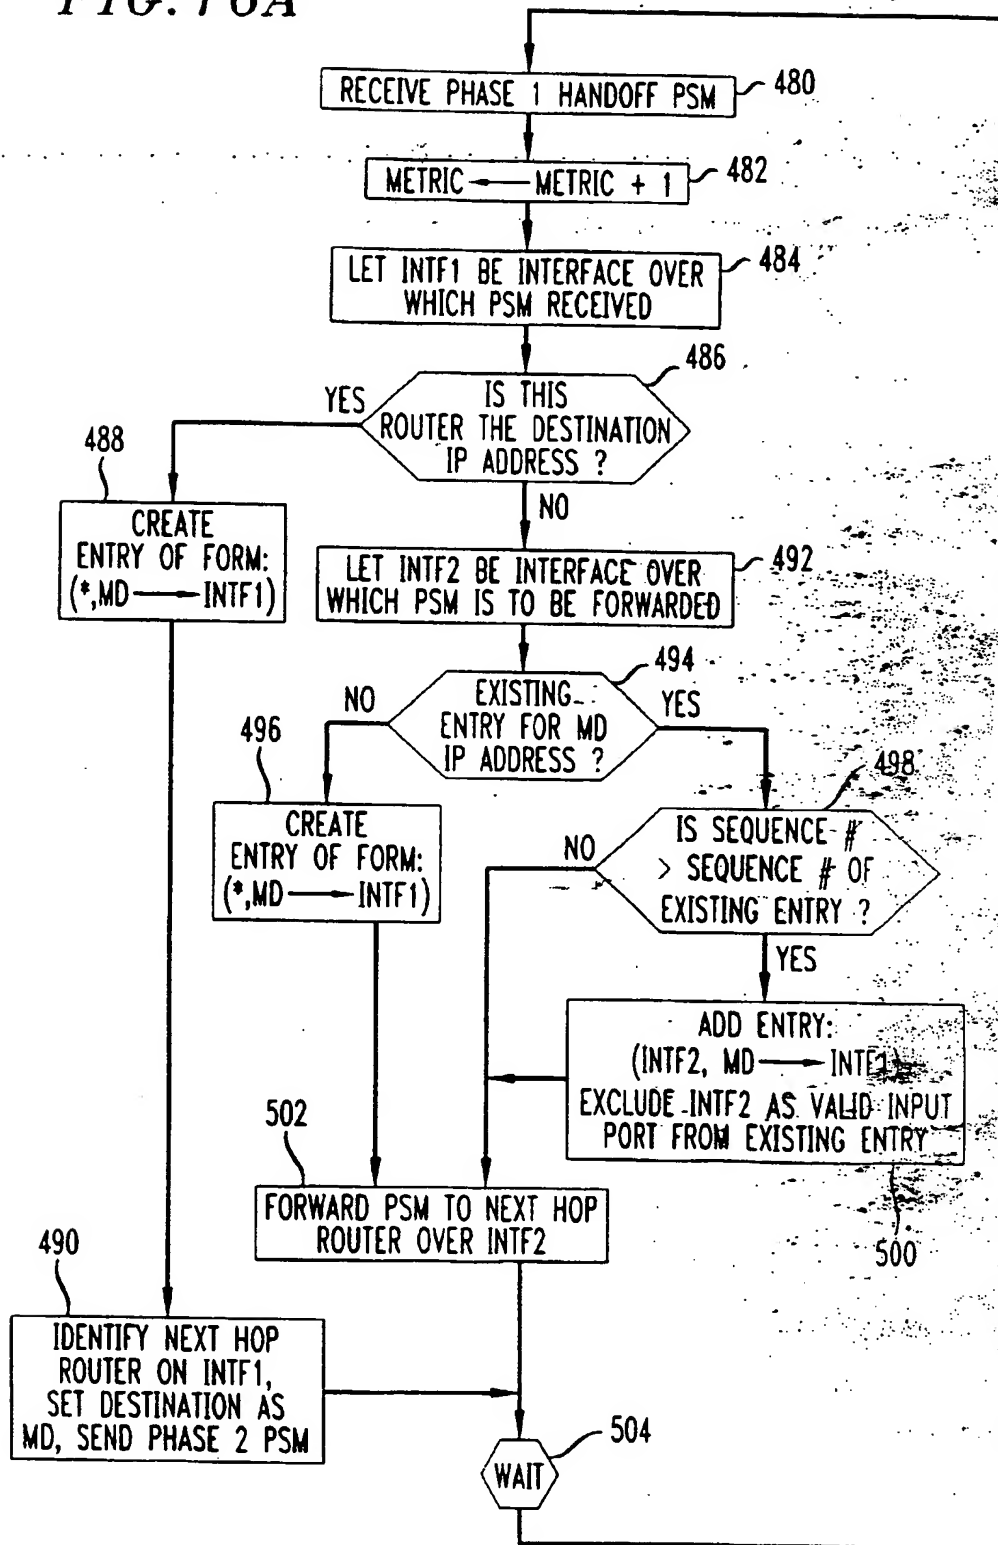 FIG. 16A
RECEIVE PHASE 1 HANDOFF PSM
480
METRIC ← METRIC + 1
482
LET INTF1 BE INTERFACE OVER
WHICH PSM RECEIVED
484
486
IS THIS
ROUTER THE DESTINATION
IP ADDRESS ?
YES
NO
488
CREATE
ENTRY OF FORM:
(*,MD → INTF1)
LET INTF2 BE INTERFACE OVER
WHICH PSM IS TO BE FORWARDED
492
494
EXISTING
ENTRY FOR MD
IP ADDRESS ?
NO
YES
496
CREATE
ENTRY OF FORM:
(*,MD → INTF1)
498
IS SEQUENCE #
> SEQUENCE # OF
EXISTING ENTRY ?
NO
YES
ADD ENTRY:
(INTF2, MD → INTF1)
EXCLUDE INTF2 AS VALID INPUT
PORT FROM EXISTING ENTRY
500
502
FORWARD PSM TO NEXT HOP
ROUTER OVER INTF2
490
IDENTIFY NEXT HOP
ROUTER ON INTF1,
SET DESTINATION AS
MD, SEND PHASE 2 PSM
504
WAIT